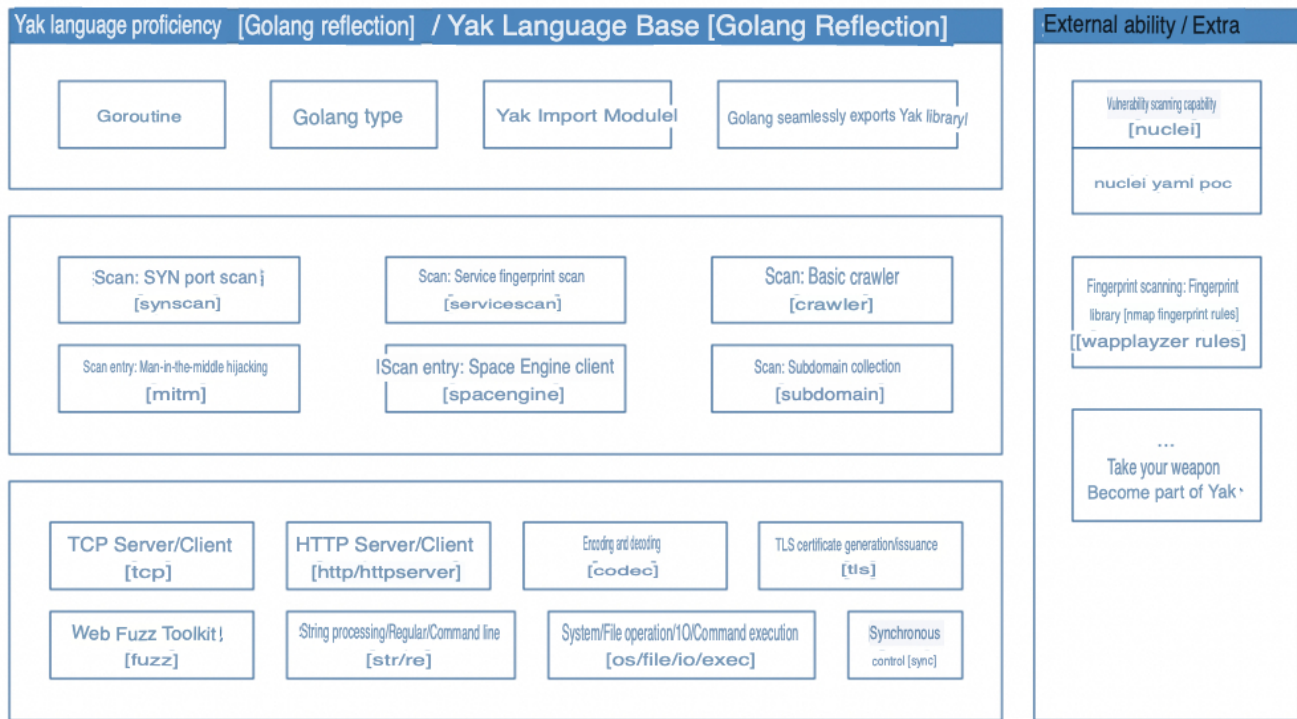 Yak language proficiency [Golang reflection] / Yak Language Base [Golang Reflection]
Goroutine
Golang type
Yak Import Modulel
Golang seamlessly exports Yak library/
Scan: SYN port scan
[synscan]
Scan: Service fingerprint scan
[servicescan]
Scan: Basic crawler
[crawler]
Scan entry: Man-in-the-middle hijacking
[mitm]
Scan entry: Space Engine client
[spacengine]
Scan: Subdomain collection
[subdomain]
TCP Server/Client
[tcp]
HTTP Server/Client
[http/httpserver]
Encoding and decoding
[codec]
TLS certificate generation/issuance
[tls]
Web Fuzz Toolkit!
[fuzz]
String processing/Regular/Command line
[str/re]
System/File operation/1O/Command execution
[os/file/io/exec]
Synchronous
control [sync]
External ability / Extra
Vulnerability scanning capability
[nuclei]
nuclei yaml poc
Fingerprint scanning: Fingerprint
library [nmap fingerprint rules]
[[wapplayzer rules]
...
Take your weapon
Become part of Yak